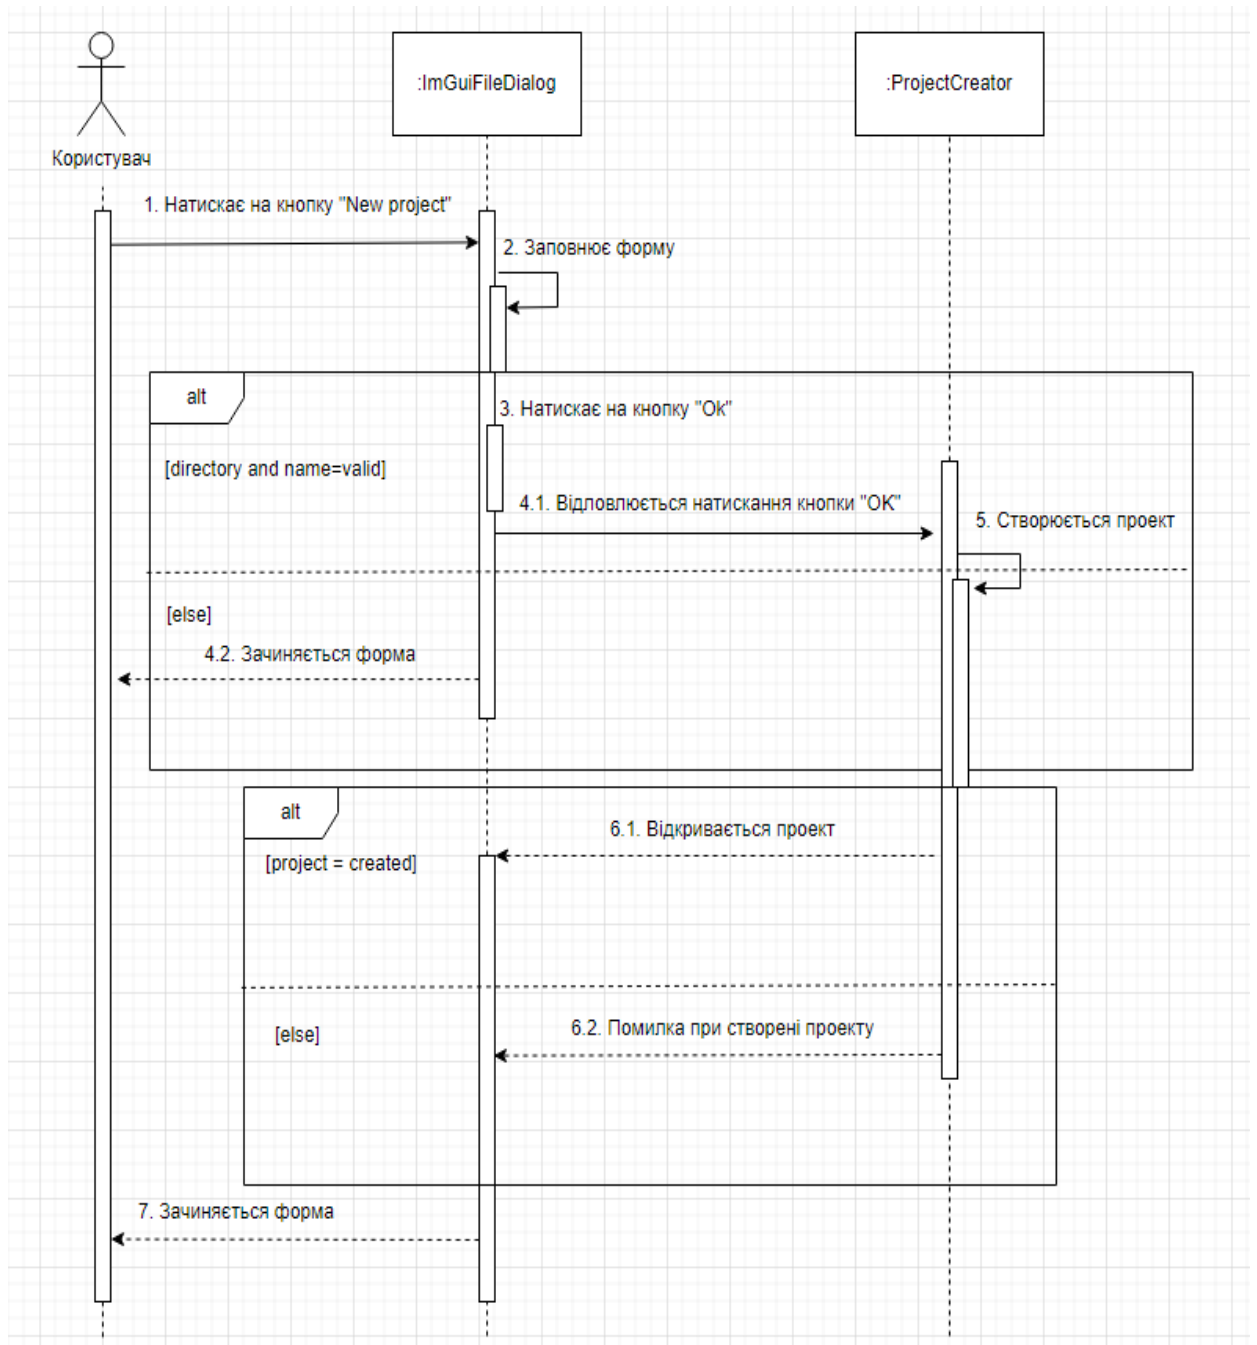 :ImGuiFileDialog
:ProjectCreator
Користувач
1. Натискає на кнопку "New project"
2. Заповнює форму
alt
3. Натискає на кнопку "Ok"
[directory and name=valid]
4.1. Відловлюється натискання кнопки "OK"
5. Створюється проект
[else]
4.2. Зачиняється форма
alt
6.1. Відкривається проект
[project = created]
6.2. Помилка при створені проекту
[else]
7. Зачиняється форма